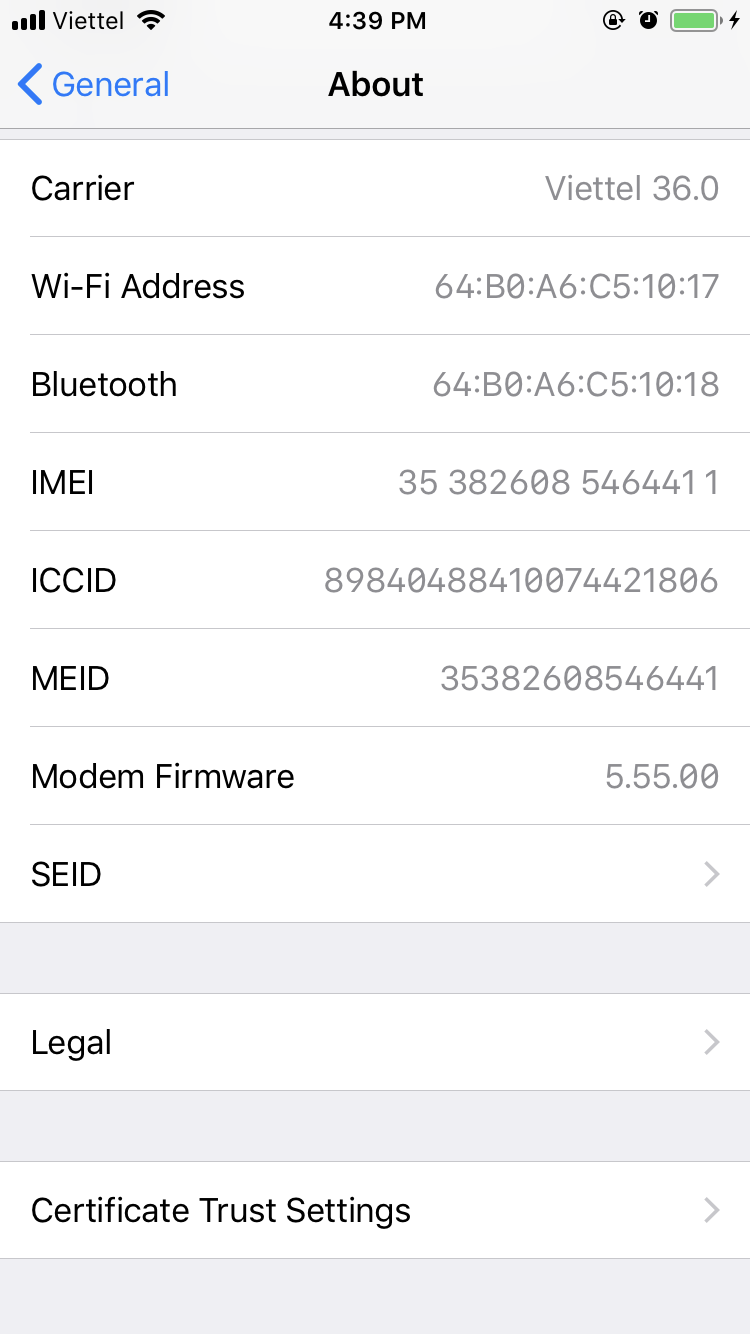 Viettel 4:39 PM
General About
Carrier Viettel 36.0
Wi-Fi Address 64:B0:A6:C5:10:17
Bluetooth 64:B0:A6:C5:10:18
IMEI 35 382608 546441 1
ICCID 89840488410074421806
MEID 35382608546441
Modem Firmware 5.55.00
SEID
Legal
Certificate Trust Settings